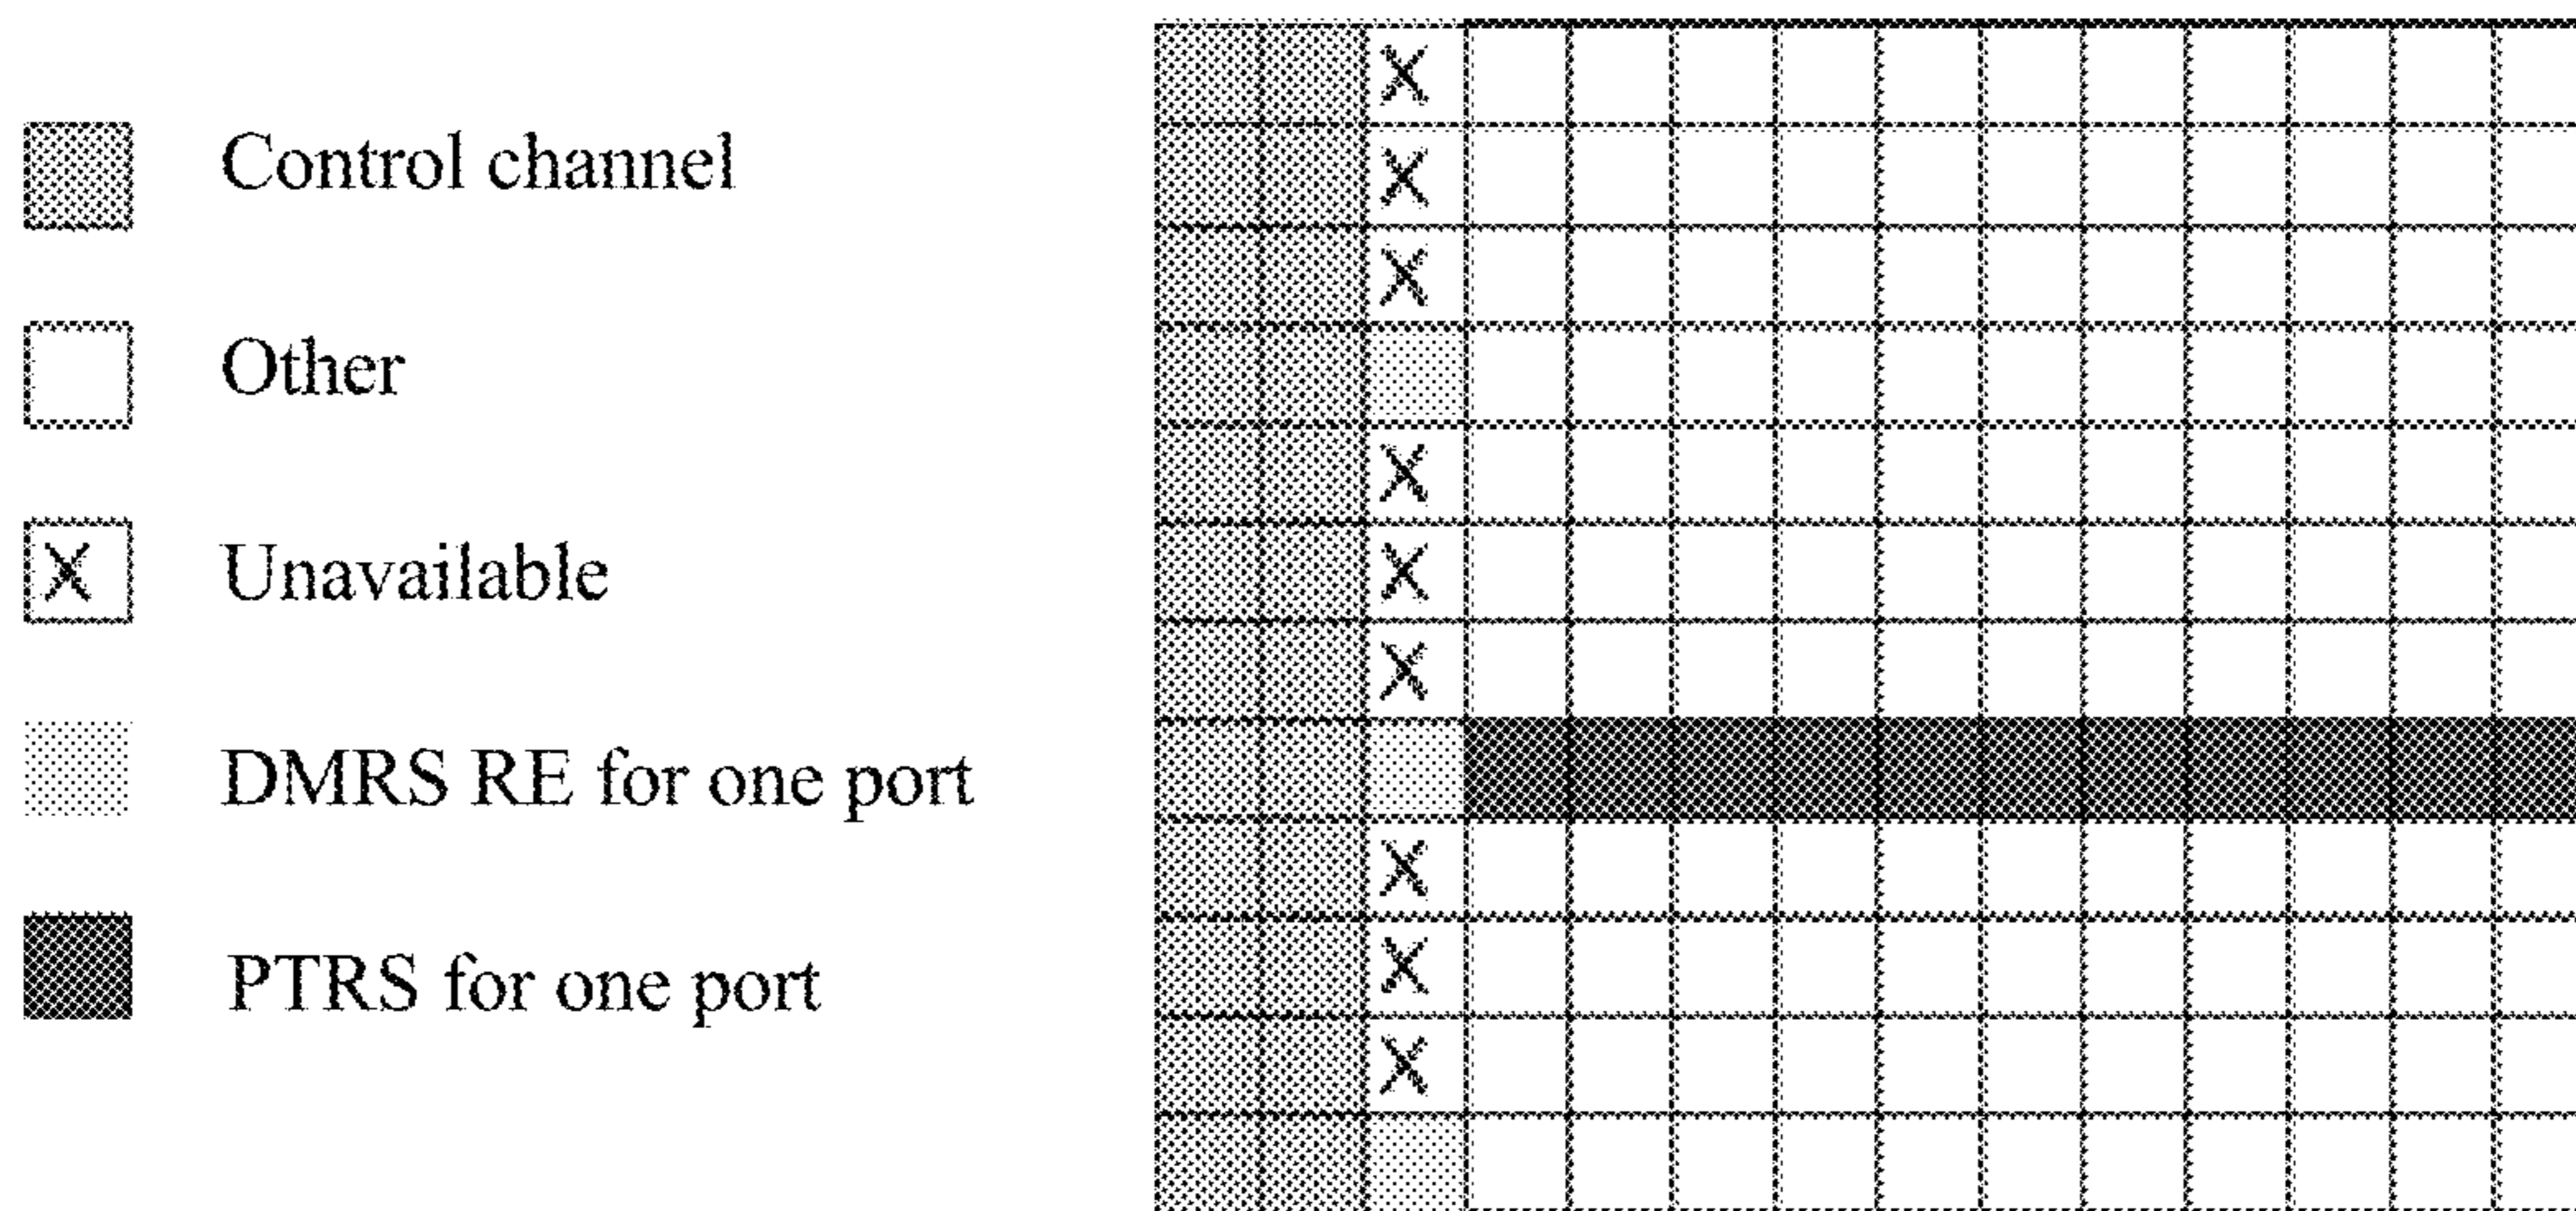 Control channel
Other
X Unavailable
DMRS RE for one port
PTRS for one port
X
X
X
X
X
X
X
X
X